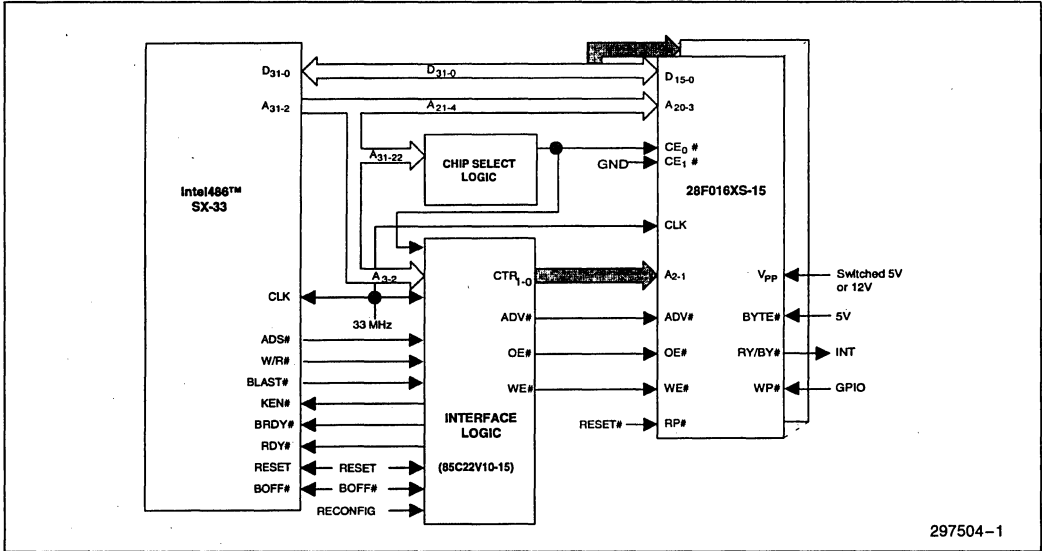 D31-0
A31-2
Intel486™
SX-33
CLK
ADS#
W/R#
BLAST#
KEN#
BRDY#
RDY#
RESET
BOFF#
D31-0
A21-4
A31-22
A3-2
33 MHz
RESET
BOFF#
RECONFIG
CHIP SELECT
LOGIC
CTR1-0
ADV#
OE#
WE#
INTERFACE
LOGIC
(85C22V10-15)
GND
RESET#
D15-0
A20-3
CE0 #
CE1 #
28F016XS-15
CLK
A2-1
ADV#
OE#
WE#
RP#
VPP
BYTE#
RY/BY#
WP#
Switched 5V
or 12V
5V
INT
GPIO
297504-1